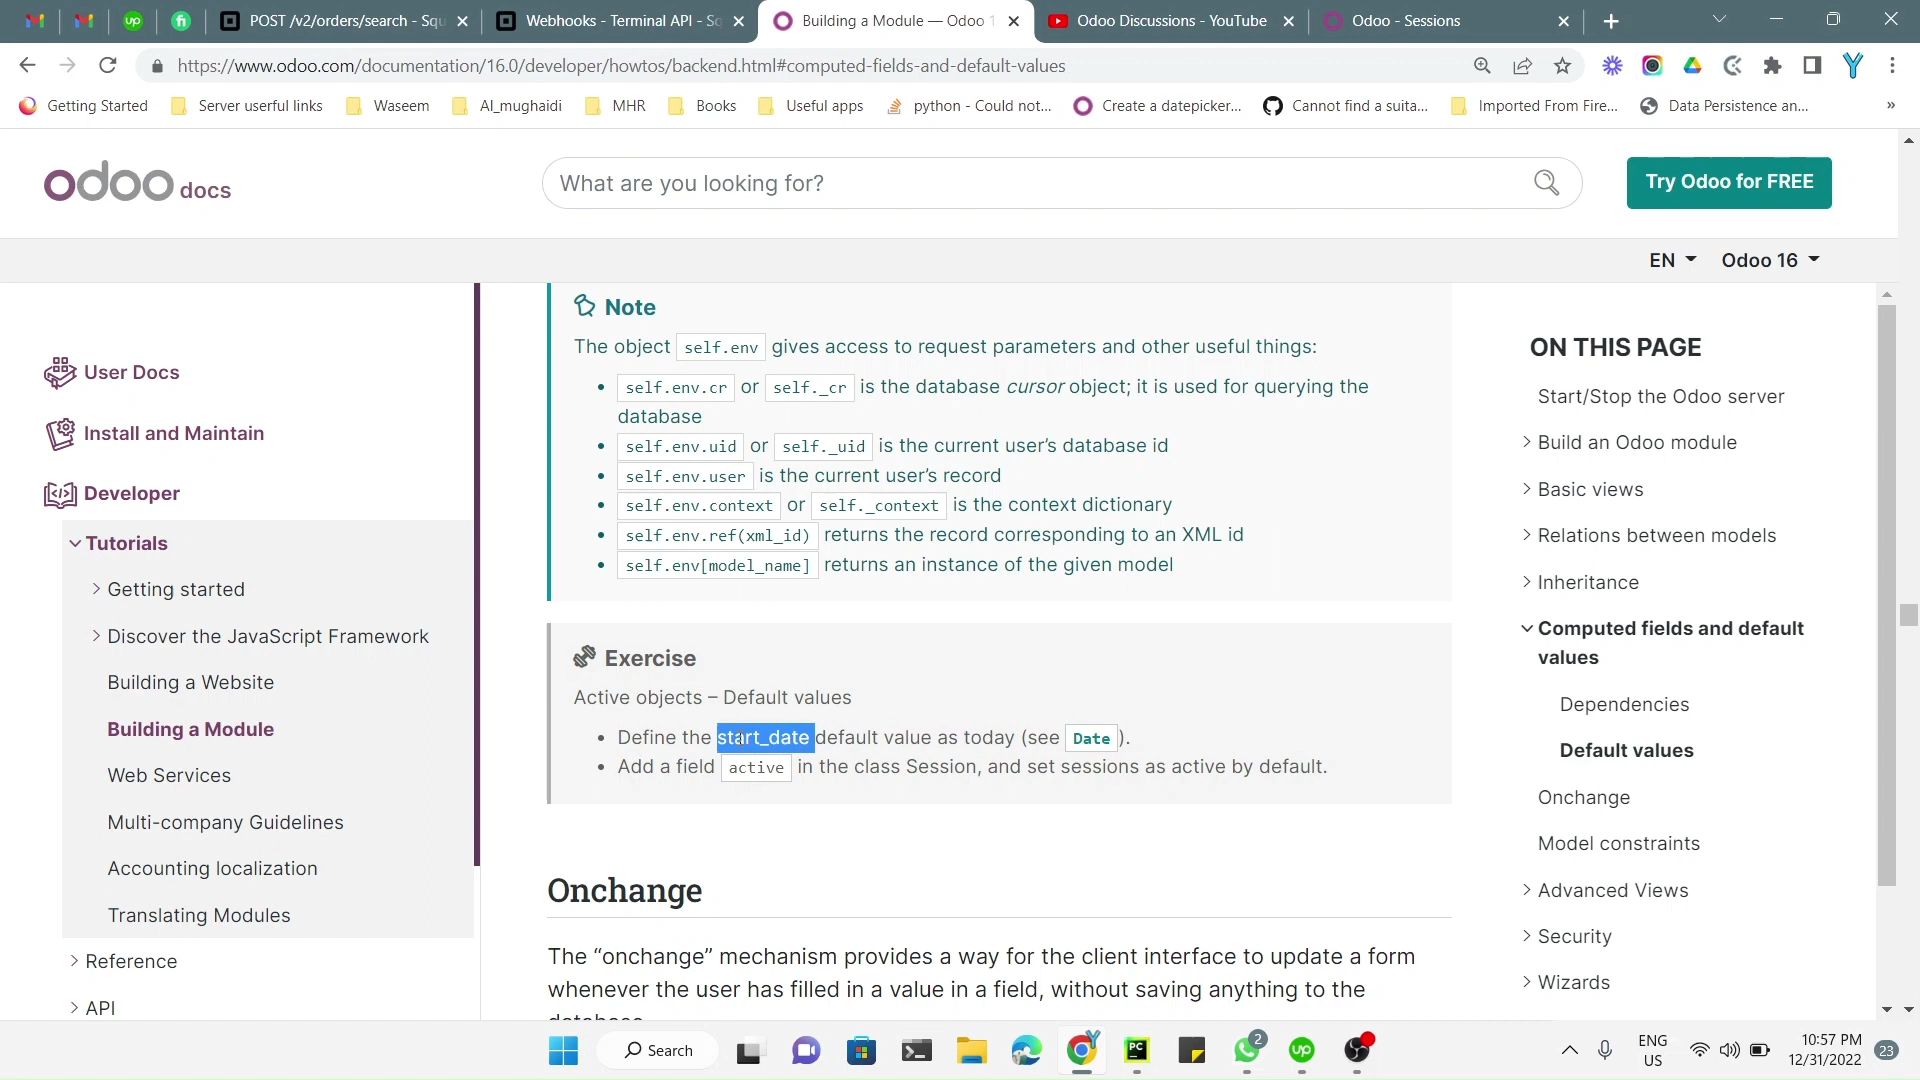 POST /v2/orders/search - Squ
Webhooks - Terminal API - Sq
Building a Module — Odoo 1
Odoo Discussions - YouTube
Odoo - Sessions
https://www.odoo.com/documentation/16.0/developer/howtos/backend.html#computed-fields-and-default-values
Getting Started
Server userful links
Waseem
Al_mughaidi
MHR
Books
Useful apps
python - Could not...
Create a datepicker...
Cannot find a suita...
Imported From Fire...
Data Persistence an...
»
odoo docs
What are you looking for?
Try Odoo for FREE
EN
Odoo 16
User Docs
Install and Maintain
Developer
Tutorials
Getting started
Discover the JavaScript Framework
Building a Website
Building a Module
Web Services
Multi-company Guidelines
Accounting localization
Translating Modules
Reference
API
Note
The object self.env gives access to request parameters and other useful things:
• self.env.cr or self._cr is the database cursor object; it is used for querying the
database
• self.env.uid or self._uid is the current user’s database id
• self.env.user is the current user’s record
• self.env.context or self._context is the context dictionary
• self.env.ref(xml_id) returns the record corresponding to an XML id
• self.env[model_name] returns an instance of the given model
Exercise
Active objects – Default values
• Define the start_date default value as today (see Date ).
• Add a field active in the class Session, and set sessions as active by default.
Onchange
The “onchange” mechanism provides a way for the client interface to update a form
whenever the user has filled in a value in a field, without saving anything to the
database
ON THIS PAGE
Start/Stop the Odoo server
Build an Odoo module
Basic views
Relations between models
Inheritance
Computed fields and default
values
Dependencies
Default values
Onchange
Model constraints
Advanced Views
Security
Wizards
Search
PC
2
up
ENG
US
10:57 PM
12/31/2022
23